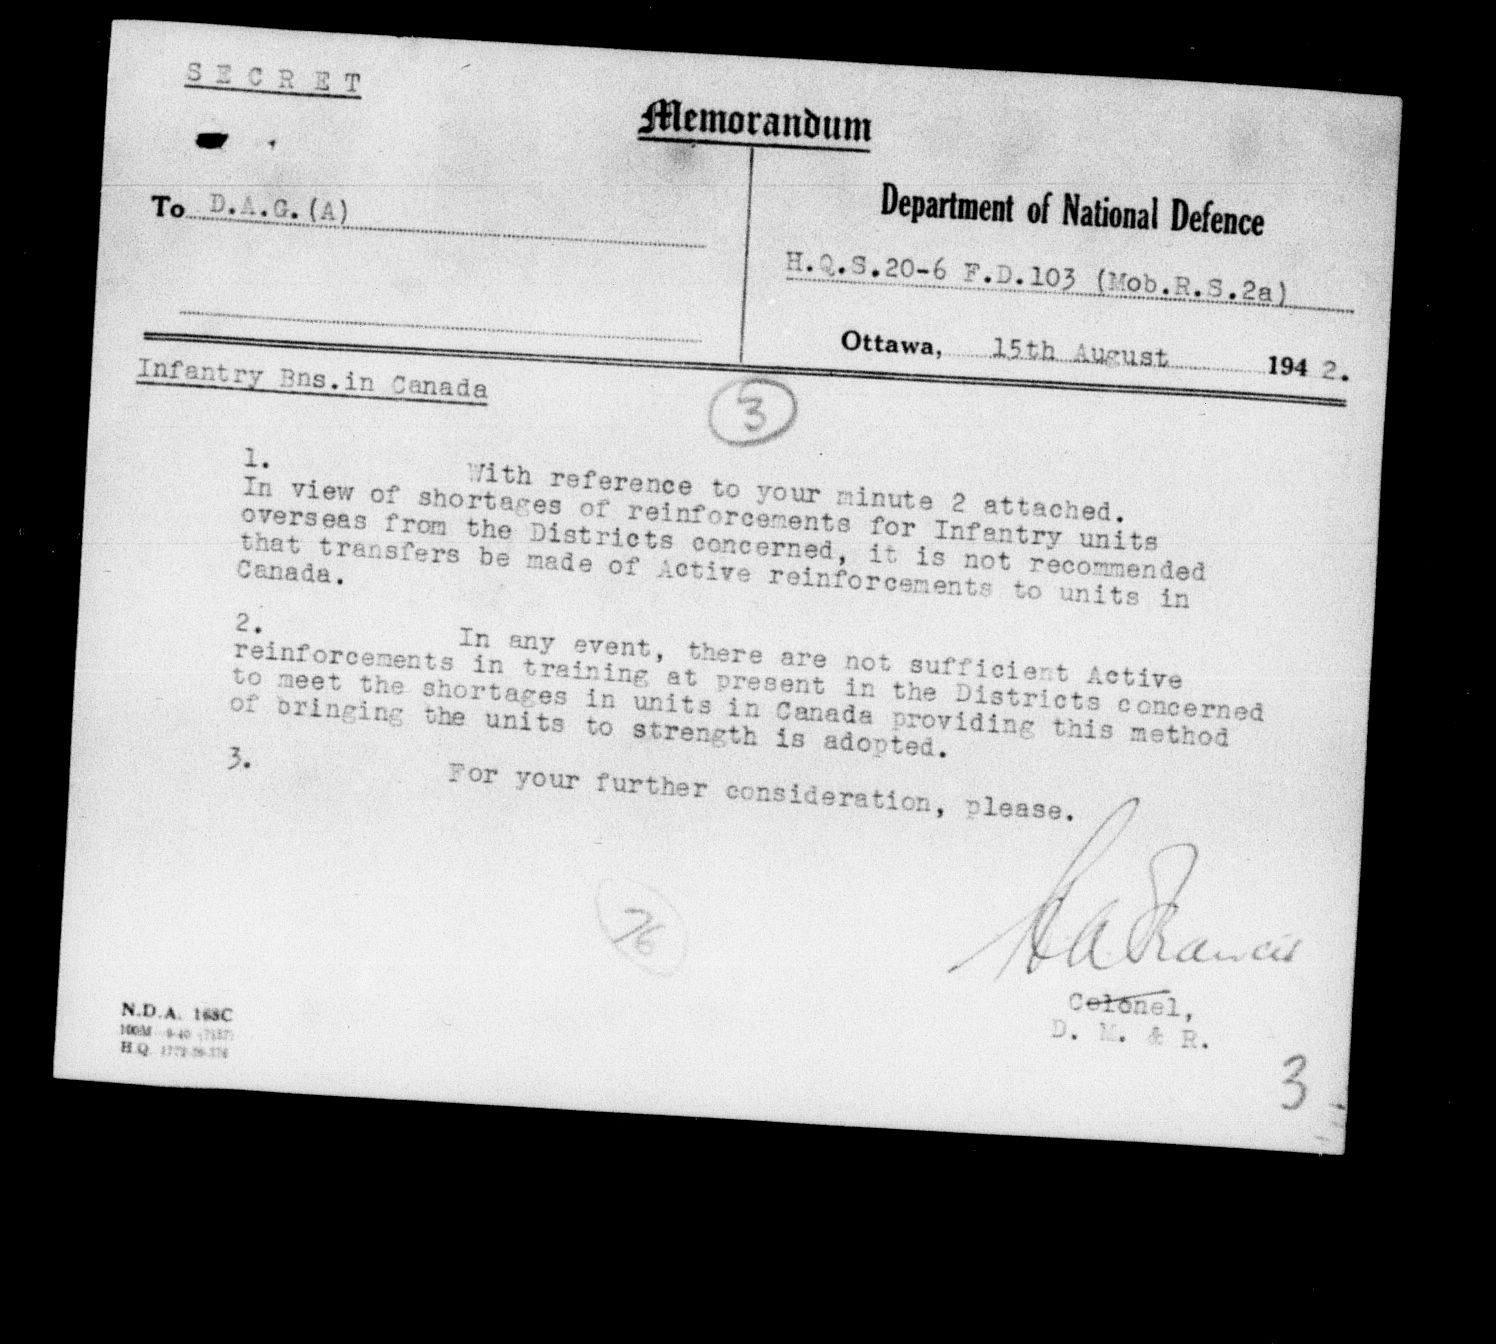 S E C R E T
Memorandum
To D.A.G.(A)
Department of National Defence
H.Q.S.20-6 F.D.103 (Mob.R.S.2a)
Ottawa, 15th August 194 2.
Infantry Bns.in Canada
3
1. With reference to your minute 2 attached.
In view of shortages of reinforcements for Infantry units
overseas from the Districts concerned, it is not recommended
that transfers be made of Active reinforcements to units in
Canada.
2. In any event, there are not sufficient Active
reinforcements in training at present in the Districts concerned
to meet the shortages in units in Canada providing this method
of bringing the units to strength is adopted.
3. For your further consideration, please.
76
Francis
Colonel,
D. M. & R.
N.D.A. 168C
100M
H.Q.
3